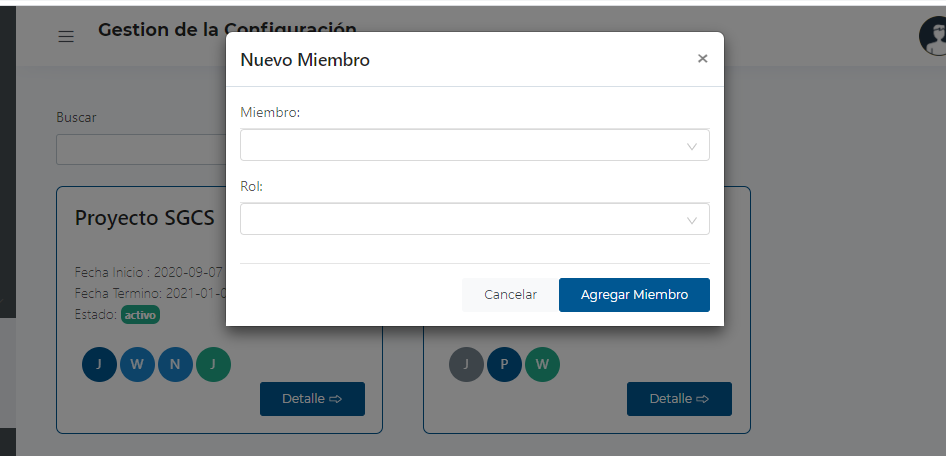 Gestion de la Configuración
Nuevo Miembro
×
Miembro:
Rol:
Cancelar
Agregar Miembro
Buscar
Proyecto SGCS
Fecha Inicio : 2020-09-07
Fecha Termino: 2021-01-0
Estado: activo
J W N J
Detalle ⇨
J P W
Detalle ⇨